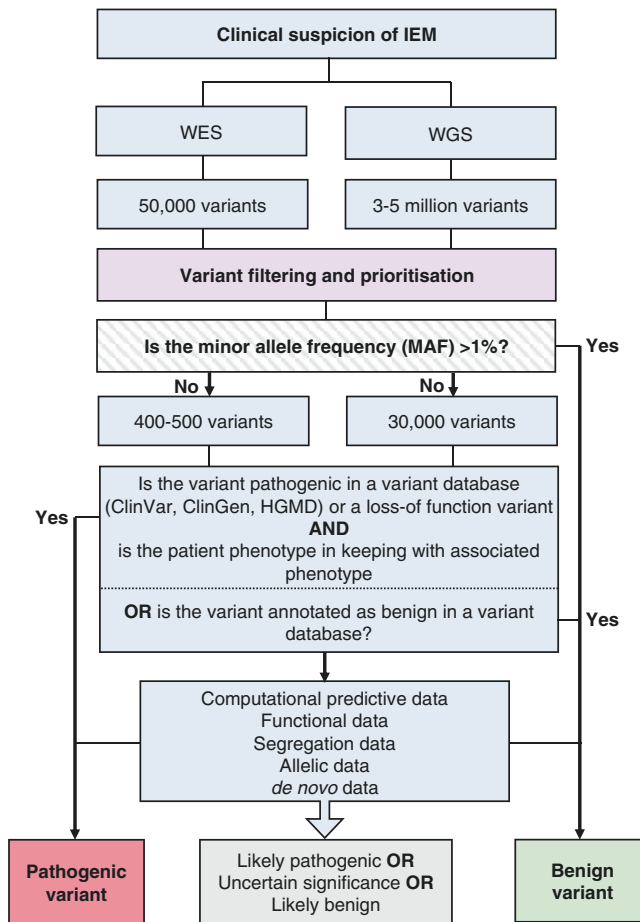 Clinical suspicion of IEM
WES
WGS
50,000 variants
3-5 million variants
Variant filtering and prioritisation
Is the minor allele frequency (MAF) >1%?
Yes
No
No
400-500 variants
30,000 variants
Is the variant pathogenic in a variant database
(ClinVar, ClinGen, HGMD) or a loss-of function variant
AND
is the patient phenotype in keeping with associated
phenotype
Yes
OR is the variant annotated as benign in a variant
database?
Yes
Computational predictive data
Functional data
Segregation data
Allelic data
de novo data
Pathogenic
variant
Likely pathogenic OR
Uncertain significance OR
Likely benign
Benign
variant